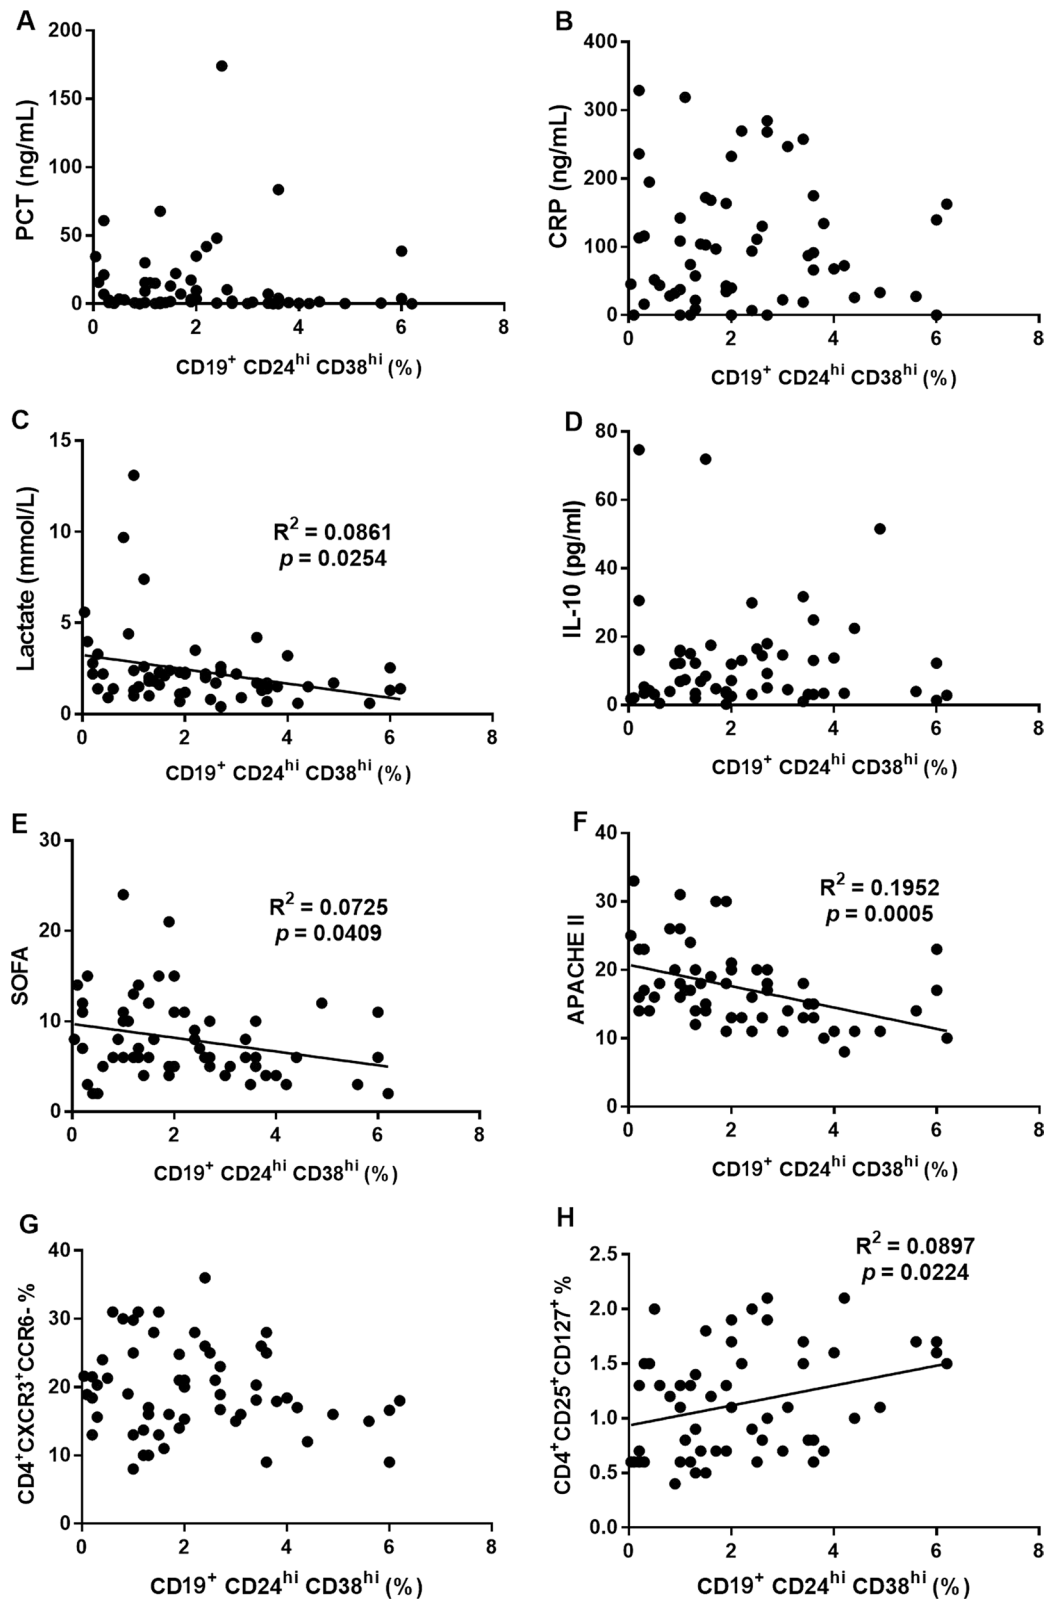 A
PCT (ng/mL)
200
150
100
50
0
0 2 4 6 8
CD19⁺ CD24ʰⁱ CD38ʰⁱ (%)
B
CRP (ng/mL)
400
300
200
100
0
0 2 4 6 8
CD19⁺ CD24ʰⁱ CD38ʰⁱ (%)
C
Lactate (mmol/L)
15
10
5
0
R² = 0.0861
p = 0.0254
0 2 4 6 8
CD19⁺ CD24ʰⁱ CD38ʰⁱ (%)
D
IL-10 (pg/ml)
80
60
40
20
0
0 2 4 6 8
CD19⁺ CD24ʰⁱ CD38ʰⁱ (%)
E
SOFA
30
20
10
0
R² = 0.0725
p = 0.0409
0 2 4 6 8
CD19⁺ CD24ʰⁱ CD38ʰⁱ (%)
F
APACHE II
40
30
20
10
0
R² = 0.1952
p = 0.0005
0 2 4 6 8
CD19⁺ CD24ʰⁱ CD38ʰⁱ (%)
G
CD4⁺CXCR3⁺CCR6- %
40
30
20
10
0
0 2 4 6 8
CD19⁺ CD24ʰⁱ CD38ʰⁱ (%)
H
CD4⁺CD25⁺CD127⁺ %
2.5
2.0
1.5
1.0
0.5
0.0
R² = 0.0897
p = 0.0224
0 2 4 6 8
CD19⁺ CD24ʰⁱ CD38ʰⁱ (%)